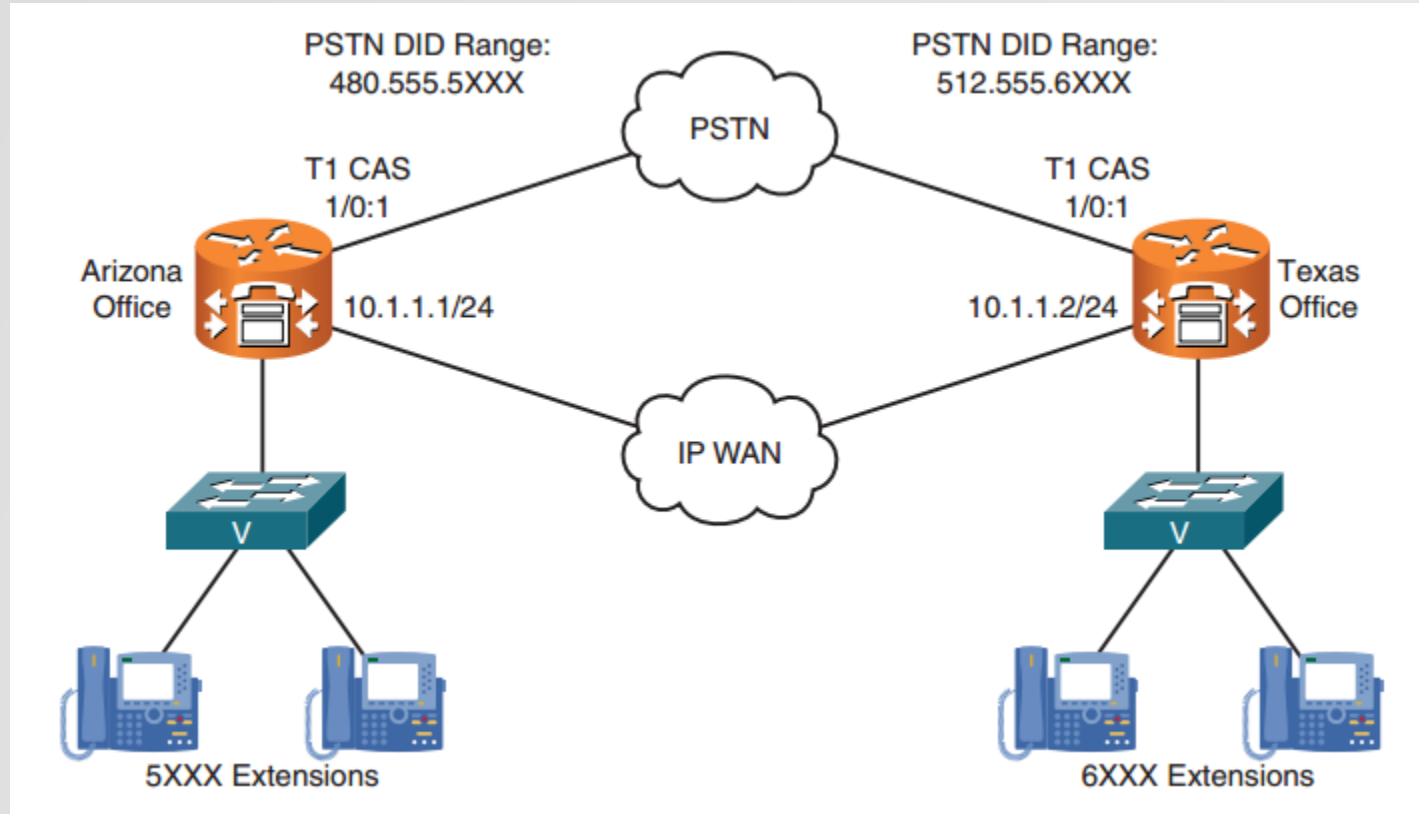 PSTN DID Range:
480.555.5XXX
PSTN DID Range:
512.555.6XXX
PSTN
T1 CAS
1/0:1
T1 CAS
1/0:1
Arizona
Office
10.1.1.1/24
10.1.1.2/24
Texas
Office
IP WAN
V
V
5XXX Extensions
6XXX Extensions